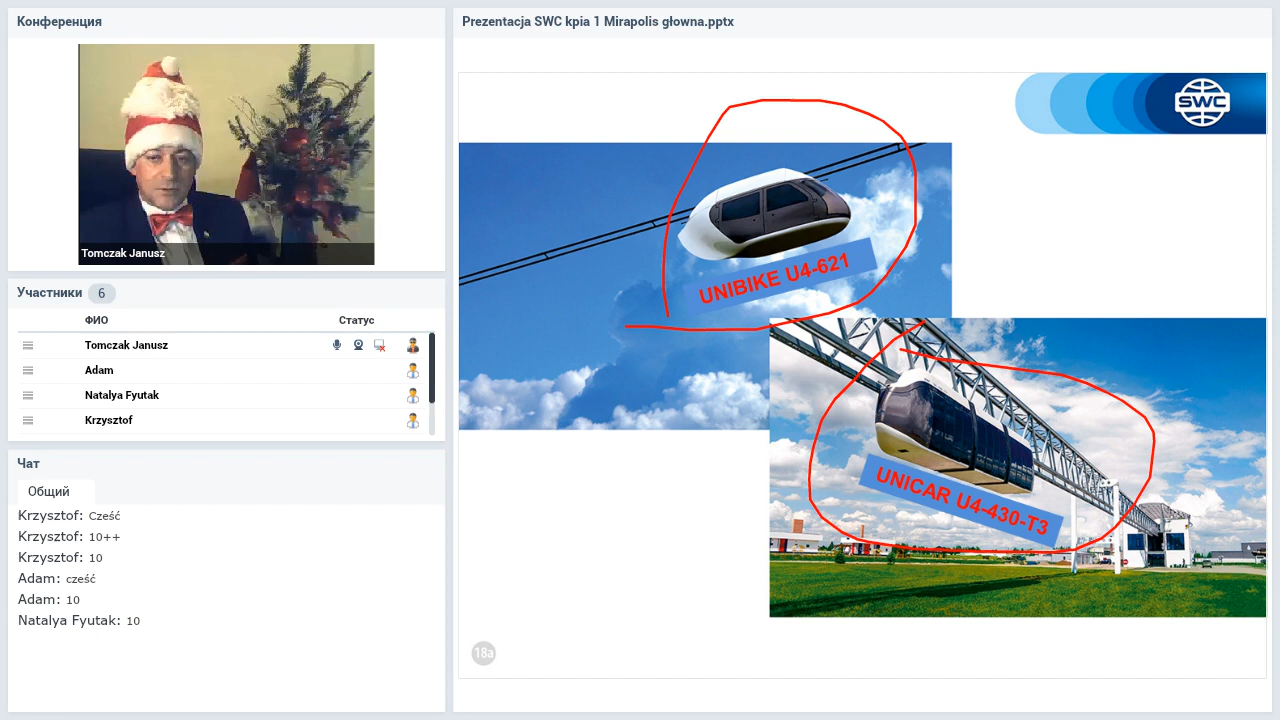 Конференция
Tomczak Janusz
Участники 6
ФИО Статус
Tomczak Janusz
Adam
Natalya Fyutak
Krzysztof
Чат
Общий
Krzysztof: Cześć
Krzysztof: 10++
Krzysztof: 10
Adam: cześć
Adam: 10
Natalya Fyutak: 10
Prezentacja SWC kpia 1 Mirapolis głowna.pptx
SWC
UNIBIKE U4-621
UNICAR U4-430-T3
18a